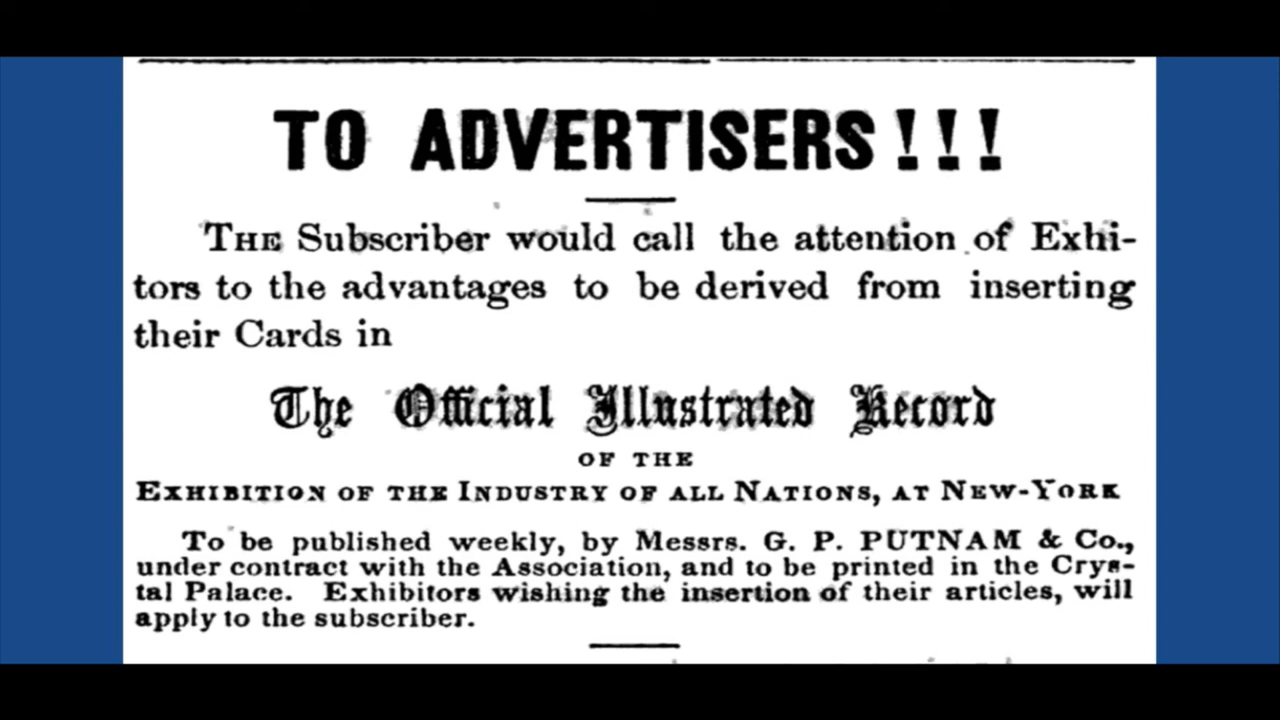 TO ADVERTISERS!!!
THE Subscriber would call the attention of Exhi-
tors to the advantages to be derived from inserting
their Cards in
The Official Illustrated Record
OF THE
EXHIBITION OF THE INDUSTRY OF ALL NATIONS, AT NEW-YORK
To be published weekly, by Messrs. G. P. PUTNAM & Co.,
under contract with the Association, and to be printed in the Crys-
tal Palace. Exhibitors wishing the insertion of their articles, will
apply to the subscriber.